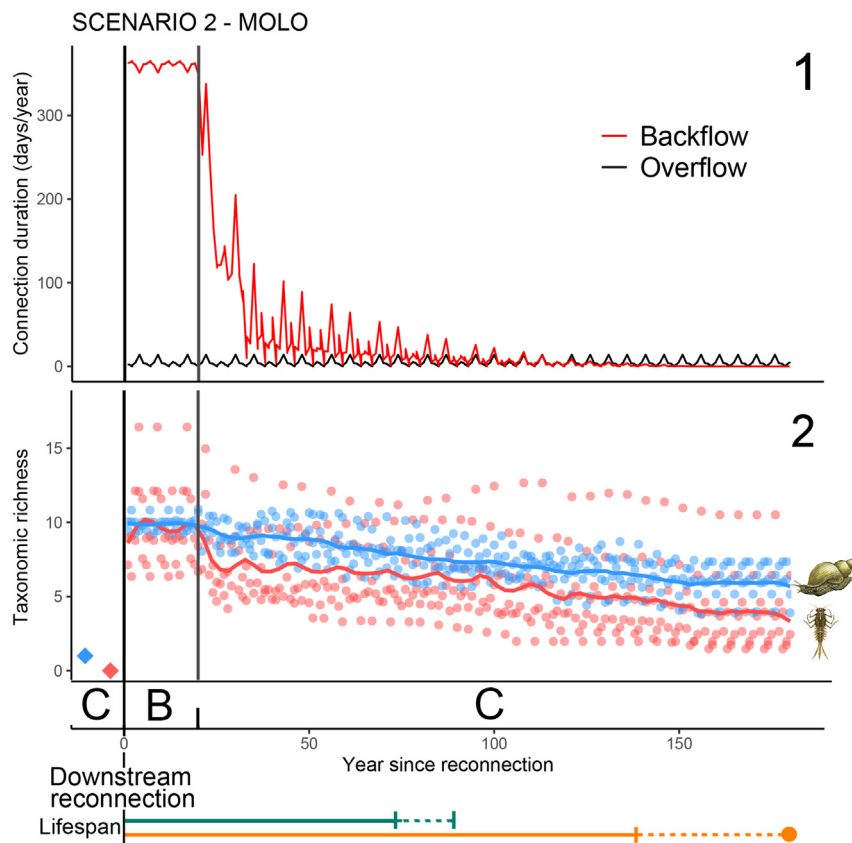 SCENARIO 2 - MOLO
1
Connection duration (days/year)
300
200
100
0
Backflow
Overflow
2
Taxonomic richness
15
10
5
0
C B C
0 50 100 150
Year since reconnection
Downstream
reconnection
Lifespan